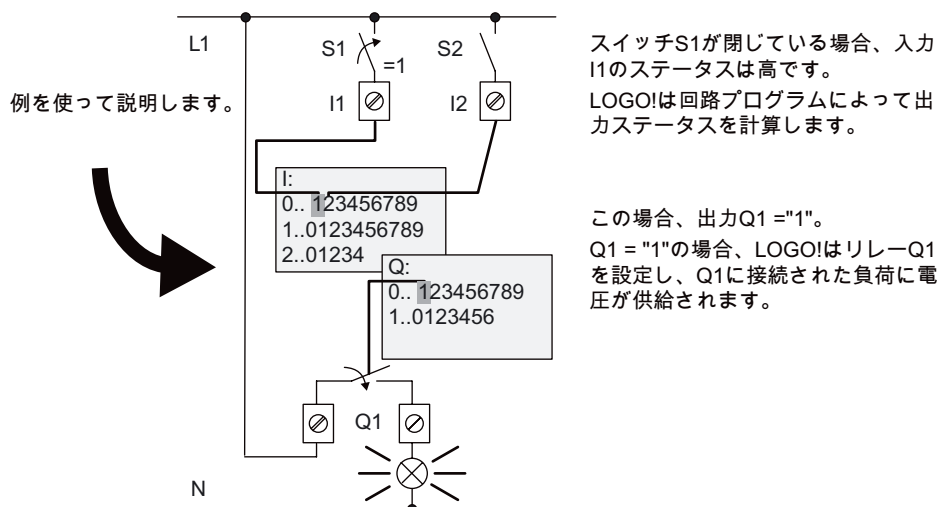 L1
S1
=1
S2
I1
I2
例を使って説明します。
I:
0.. 123456789
1..0123456789
2..01234
Q:
0.. 123456789
1..0123456
Q1
N
スイッチS1が閉じている場合、入力
I1のステータスは高です。
LOGO!は回路プログラムによって出
力ステータスを計算します。
この場合、出力Q1 ="1"。
Q1 = "1"の場合、LOGO!はリレーQ1
を設定し、Q1に接続された負荷に電
圧が供給されます。